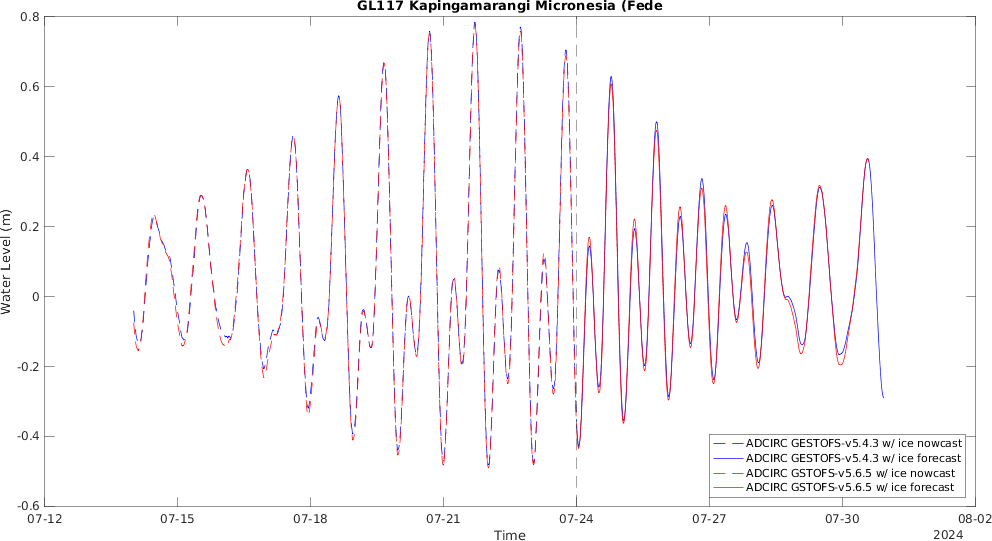 GL117 Kapingamarangi Micronesia (Fede
0.8
0.6
0.4
0.2
0
-0.2
-0.4
-0.6
Water Level (m)
07-12
07-15
07-18
07-21
07-24
07-27
07-30
08-02
Time
2024
ADCIRC GESTOFS-v5.4.3 w/ ice nowcast
ADCIRC GESTOFS-v5.4.3 w/ ice forecast
ADCIRC GSTOFS-v5.6.5 w/ ice nowcast
ADCIRC GSTOFS-v5.6.5 w/ ice forecast